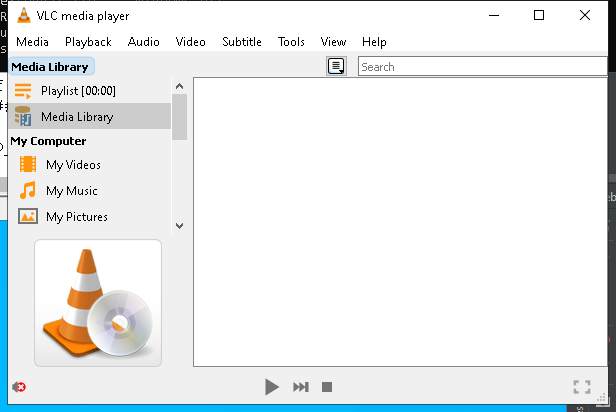 VLC media player
Media Playback Audio Video Subtitle Tools View Help
Media Library
Search
Playlist [00:00]
Media Library
My Computer
My Videos
My Music
My Pictures